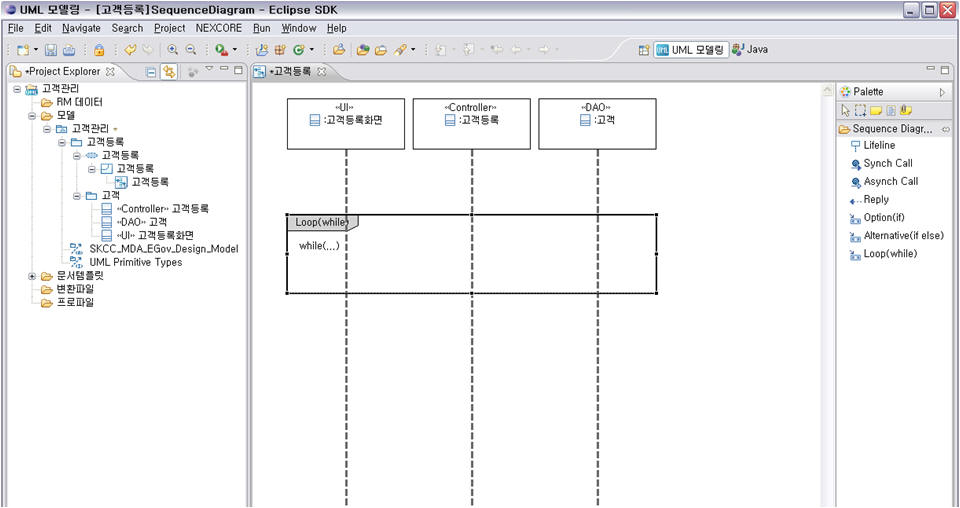 UML 모델링 - [고객등록]SequenceDiagram - Eclipse SDK
File Edit Navigate Search Project NEXCORE Run Window Help
UML 모델링 Java
*Project Explorer
고객관리
RM 데이터
모델
고객관리
고객등록
고객등록
고객등록
고객등록
고객
«Controller» 고객등록
«DAO» 고객
«UI» 고객등록화면
SKCC_MDA_EGov_Design_Model
UML Primitive Types
문서템플릿
변환파일
프로파일
*고객등록
«UI»
:고객등록화면
«Controller»
:고객등록
«DAO»
:고객
Loop(while)
while(...)
Palette
Sequence Diagr...
Lifeline
Synch Call
Asynch Call
Reply
Option(if)
Alternative(if else)
Loop(while)